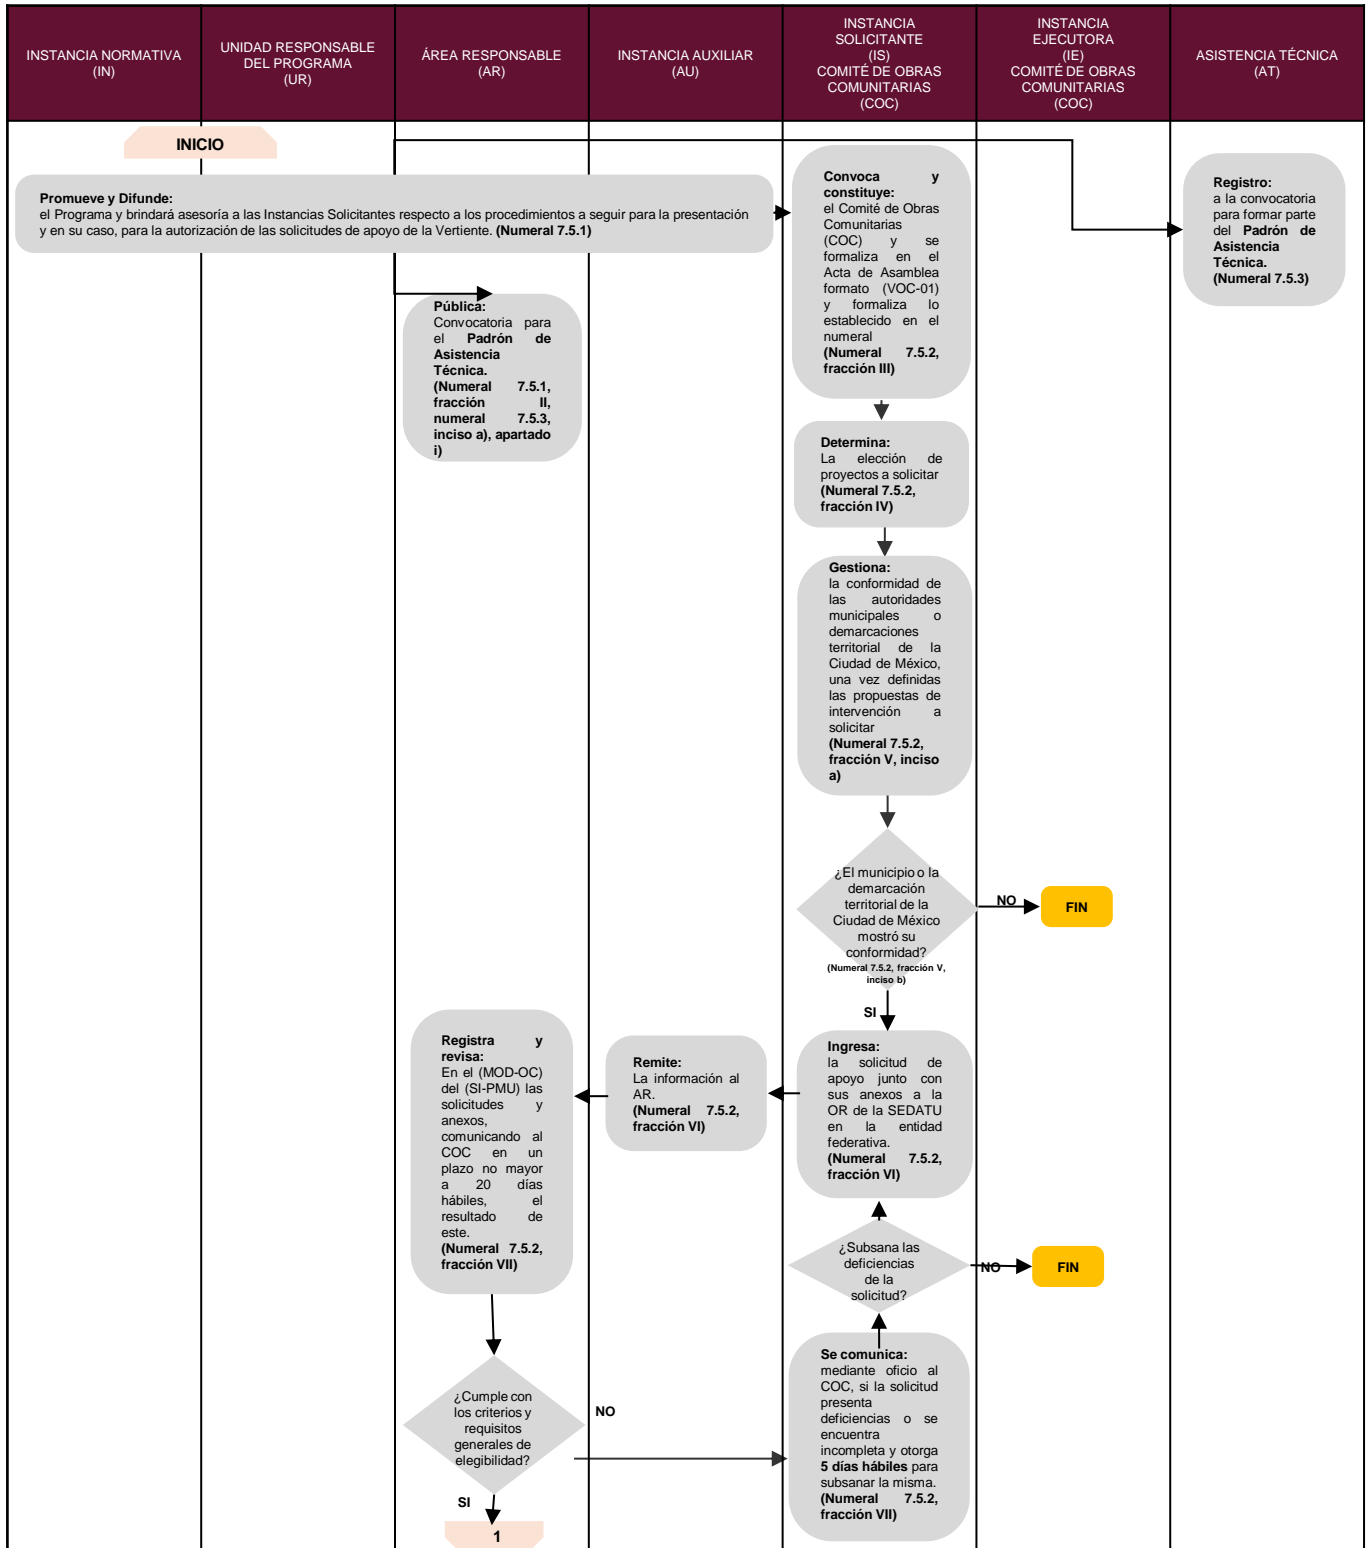 INSTANCIA NORMATIVA
(IN)
UNIDAD RESPONSABLE
DEL PROGRAMA
(UR)
ÁREA RESPONSABLE
(AR)
INSTANCIA AUXILIAR
(AU)
INSTANCIA
SOLICITANTE
(IS)
COMITÉ DE OBRAS
COMUNITARIAS
(COC)
INSTANCIA
EJECUTORA
(IE)
COMITÉ DE OBRAS
COMUNITARIAS
(COC)
ASISTENCIA TÉCNICA
(AT)
INICIO
Promueve y Difunde:
el Programa y brindará asesoría a las Instancias Solicitantes respecto a los procedimientos a seguir para la presentación
y en su caso, para la autorización de las solicitudes de apoyo de la Vertiente. (Numeral 7.5.1)
Convoca y
constituye:
el Comité de Obras
Comunitarias
(COC) y se
formaliza en el
Acta de Asamblea
formato (VOC-01)
y formaliza lo
establecido en el
numeral
(Numeral 7.5.2,
fracción III)
Registro:
a la convocatoria
para formar parte
del Padrón de
Asistencia
Técnica.
(Numeral 7.5.3)
Pública:
Convocatoria para
el Padrón de
Asistencia
Técnica.
(Numeral 7.5.1,
fracción II,
numeral 7.5.3,
inciso a), apartado
i)
Determina:
La elección de
proyectos a solicitar
(Numeral 7.5.2,
fracción IV)
Gestiona:
la conformidad de
las autoridades
municipales o
demarcaciones
territorial de la
Ciudad de México,
una vez definidas
las propuestas de
intervención a
solicitar
(Numeral 7.5.2,
fracción V, inciso
a)
¿El municipio o la
demarcación
territorial de la
Ciudad de México
mostró su
conformidad?
(Numeral 7.5.2, fracción V,
inciso b)
NO
FIN
SI
Registra y
revisa:
En el (MOD-OC)
del (SI-PMU) las
solicitudes y
anexos,
comunicando al
COC en un
plazo no mayor
a 20 días
hábiles, el
resultado de
este.
(Numeral 7.5.2,
fracción VII)
Remite:
La información al
AR.
(Numeral 7.5.2,
fracción VI)
Ingresa:
la solicitud de
apoyo junto con
sus anexos a la
OR de la SEDATU
en la entidad
federativa.
(Numeral 7.5.2,
fracción VI)
¿Subsana las
deficiencias
de la
solicitud?
NO
FIN
¿Cumple con
los criterios y
requisitos
generales de
elegibilidad?
NO
Se comunica:
mediante oficio al
COC, si la solicitud
presenta
deficiencias o se
encuentra
incompleta y otorga
5 días hábiles para
subsanar la misma.
(Numeral 7.5.2,
fracción VII)
SI
1